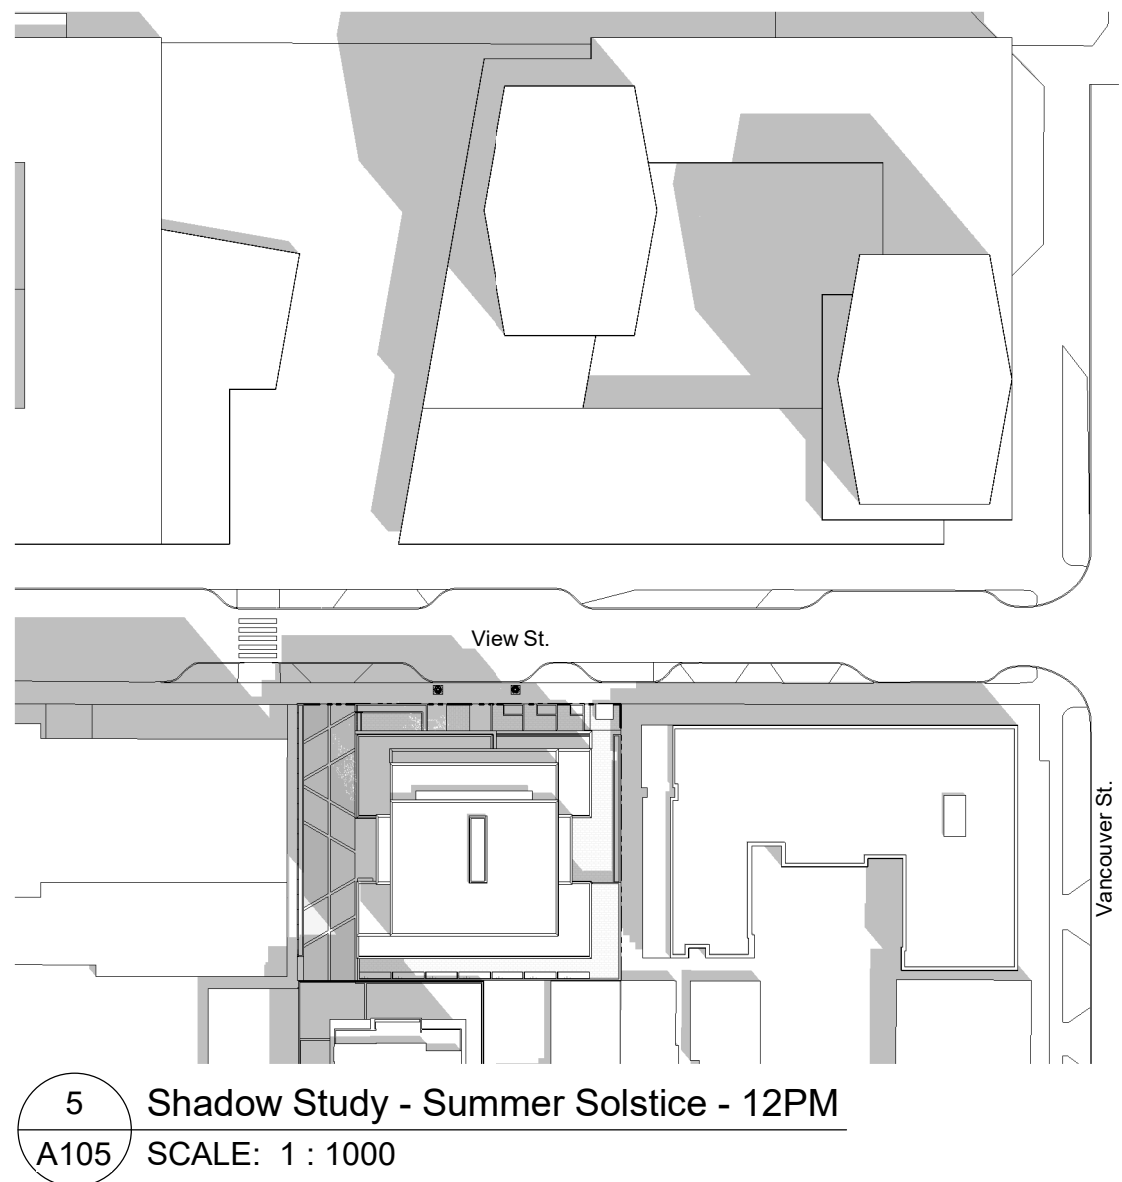 View St.
Vancouver St.
5
Shadow Study - Summer Solstice - 12PM
A105
SCALE: 1 : 1000